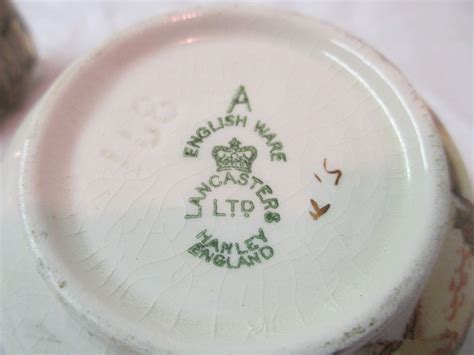 A
ENGLISH WARE
LANCASTERS
LTD
HANLEY
ENGLAND